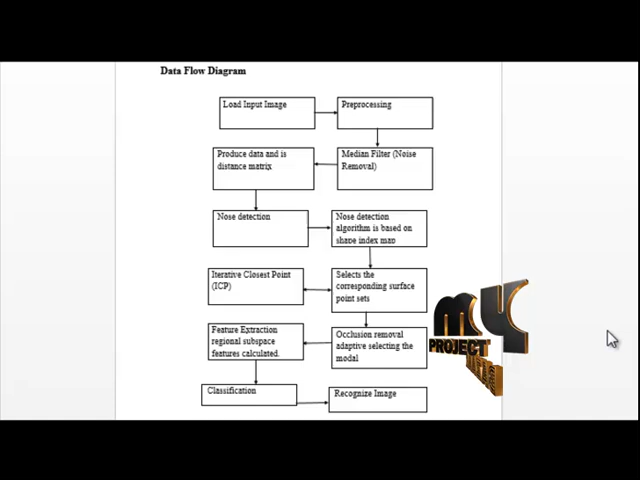 Data Flow Diagram
Load Input Image
Preprocessing
Median Filter (Noise
Removal)
Produce data and is
distance matrix
Nose detection
Nose detection
algorithm is based on
shape index map
Selects the
corresponding surface
point sets
Iterative Closest Point
(ICP)
Occlusion removal
adaptive selecting the
modal
Feature Extraction
regional subspace
features calculated.
Classification
Recognize Image
MY
PROJECT